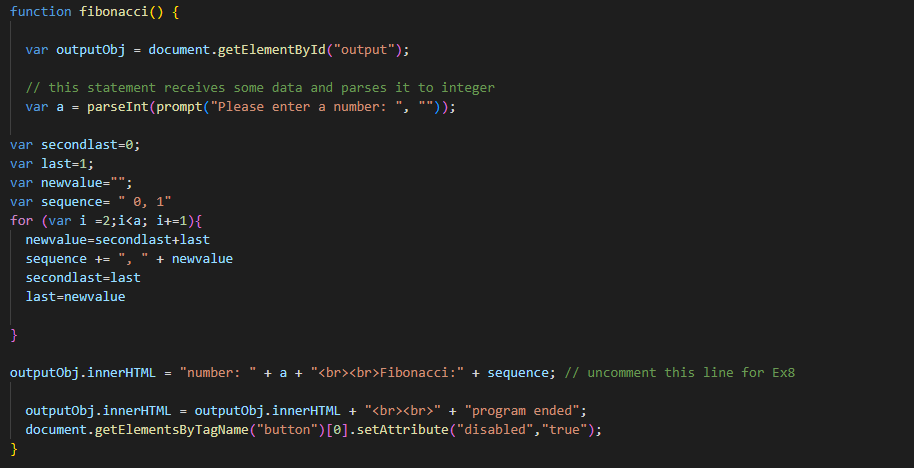 function fibonacci() {
var outputObj = document.getElementById("output");
// this statement receives some data and parses it to integer
var a = parseInt(prompt("Please enter a number: ", ""));
var secondlast=0;
var last=1;
var newvalue="";
var sequence= " 0, 1"
for (var i =2;i<a; i+=1){
newvalue=secondlast+last
sequence += ", " + newvalue
secondlast=last
last=newvalue
}
outputObj.innerHTML = "number: " + a + "<br><br>Fibonacci:" + sequence; // uncomment this line for Ex8
outputObj.innerHTML = outputObj.innerHTML + "<br><br>" + "program ended";
document.getElementsByTagName("button")[0].setAttribute("disabled","true");
}